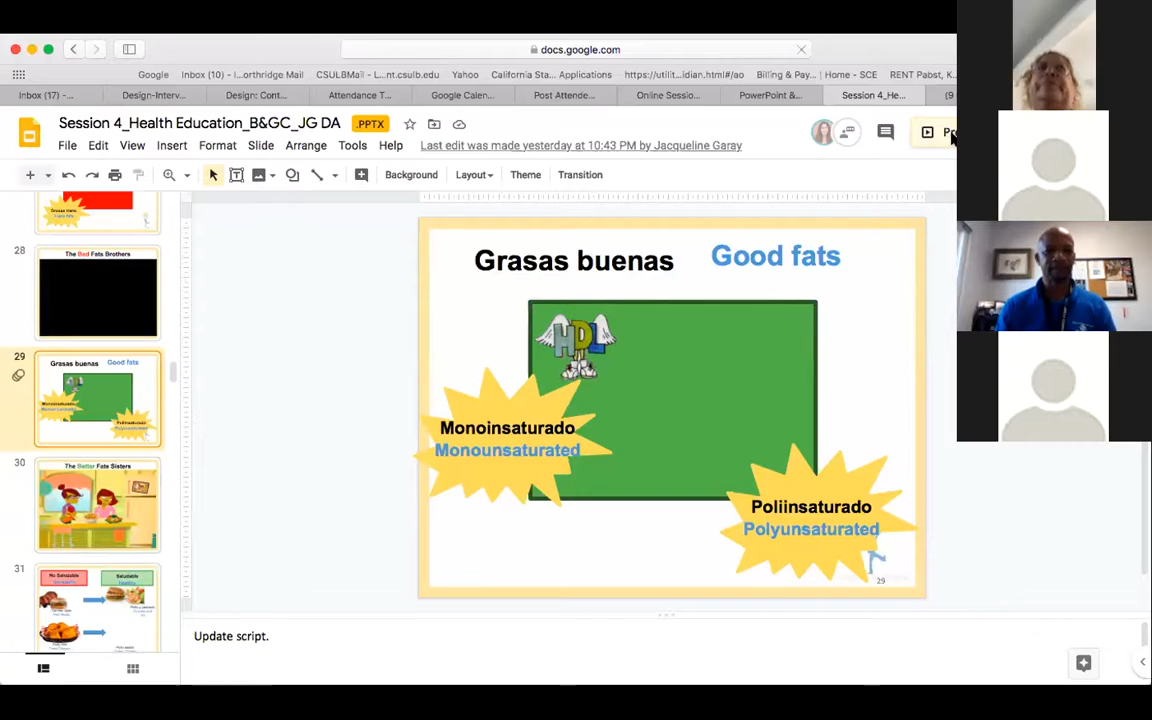 docs.google.com
Google
Inbox (10) - l...orthridge Mail
CSULBMail - L...nt.csulb.edu
Yahoo
California Sta...
Applications
https://utilit...idian.html#/ao
Billing & Pay... | Home - SCE
RENT Pabst, K...
Inbox (17) -...
Design-Interv...
Design: Cont...
Attendance T...
Google Calen...
Post Attende...
Online Sessio...
PowerPoint &...
Session 4_He...
(9
Session 4_Health Education_B&GC_JG DA
.PPTX
File Edit View Insert Format Slide Arrange Tools Help
Last edit was made yesterday at 10:43 PM by Jacqueline Garay
Background
Layout
Theme
Transition
28
The Bad Fats Brothers
29
Grasas buenas Good fats
Monoinsaturado
Monounsaturated
Poliinsaturado
Polyunsaturated
30
The Better Fats Sisters
31
No Saludable
Saludable
Grasas buenas
Good fats
HDL
Monoinsaturado
Monounsaturated
Poliinsaturado
Polyunsaturated
29
Update script.